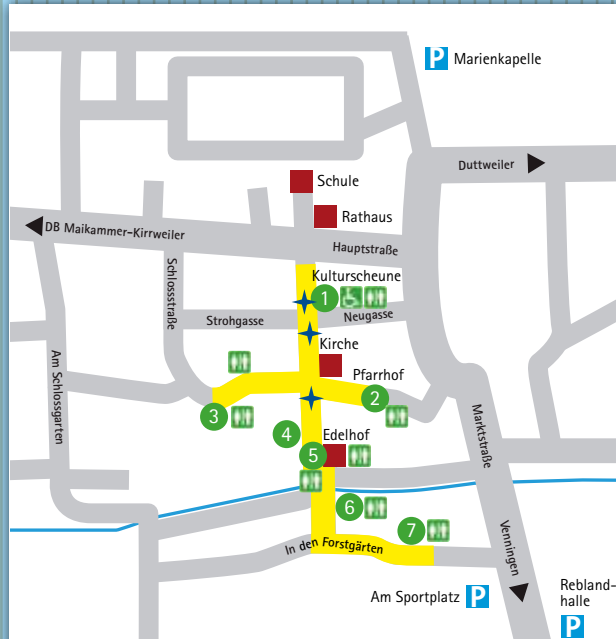 P Marienkapelle
Duttweiler
Schule
Rathaus
DB Maikammer-Kirrweiler
Hauptstraße
Kulturscheune
1
Schlossstraße
Strohgasse
Neugasse
Kirche
Am Schlossgarten
Pfarrhof
2
3
Marktstraße
4
Edelhof
5
6
7
In den Forstgärten
Venningen
Am Sportplatz P
Rebland-
halle
P